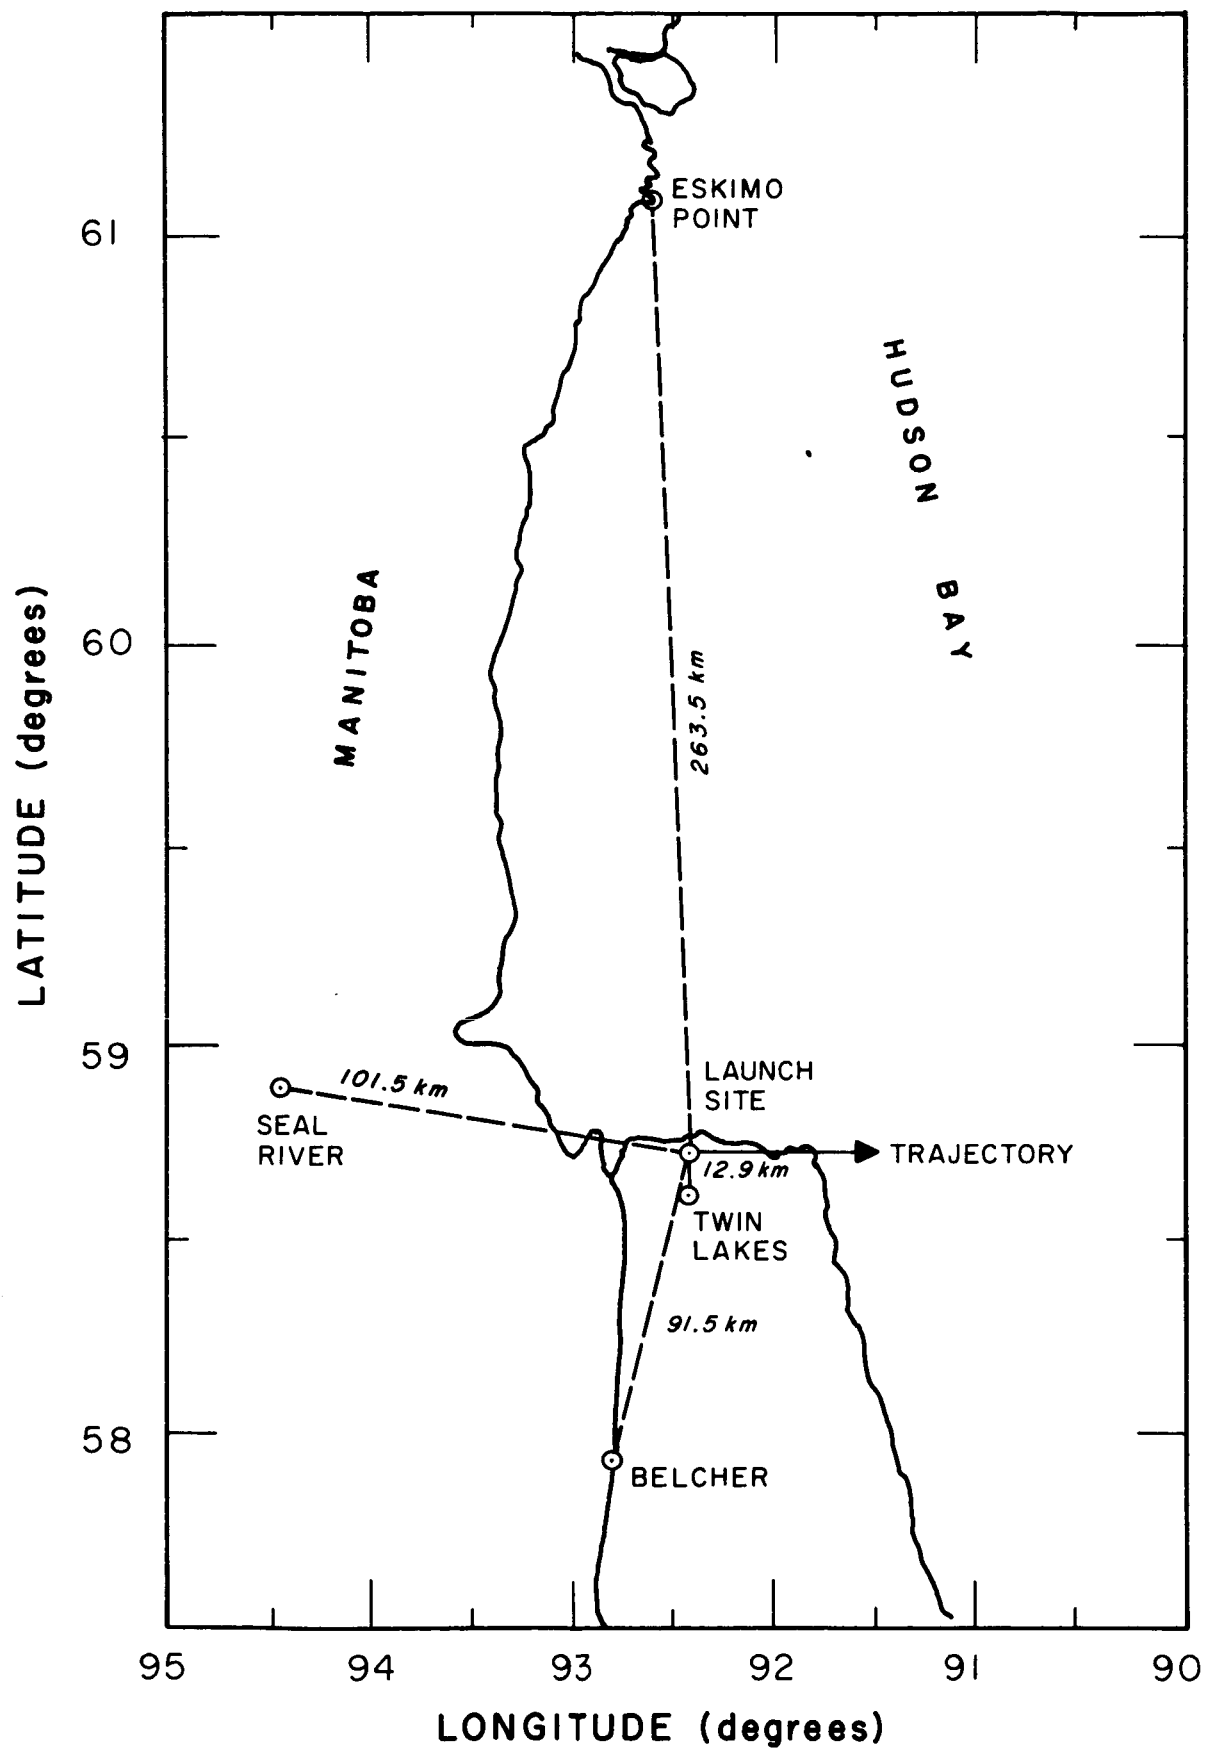 ESKIMO
POINT
61
HUDSON BAY
60
MANITOBA
263.5 km
LATITUDE (degrees)
59
101.5 km
LAUNCH
SITE
SEAL
RIVER
TRAJECTORY
12.9 km
TWIN
LAKES
91.5 km
58
BELCHER
95 94 93 92 91 90
LONGITUDE (degrees)